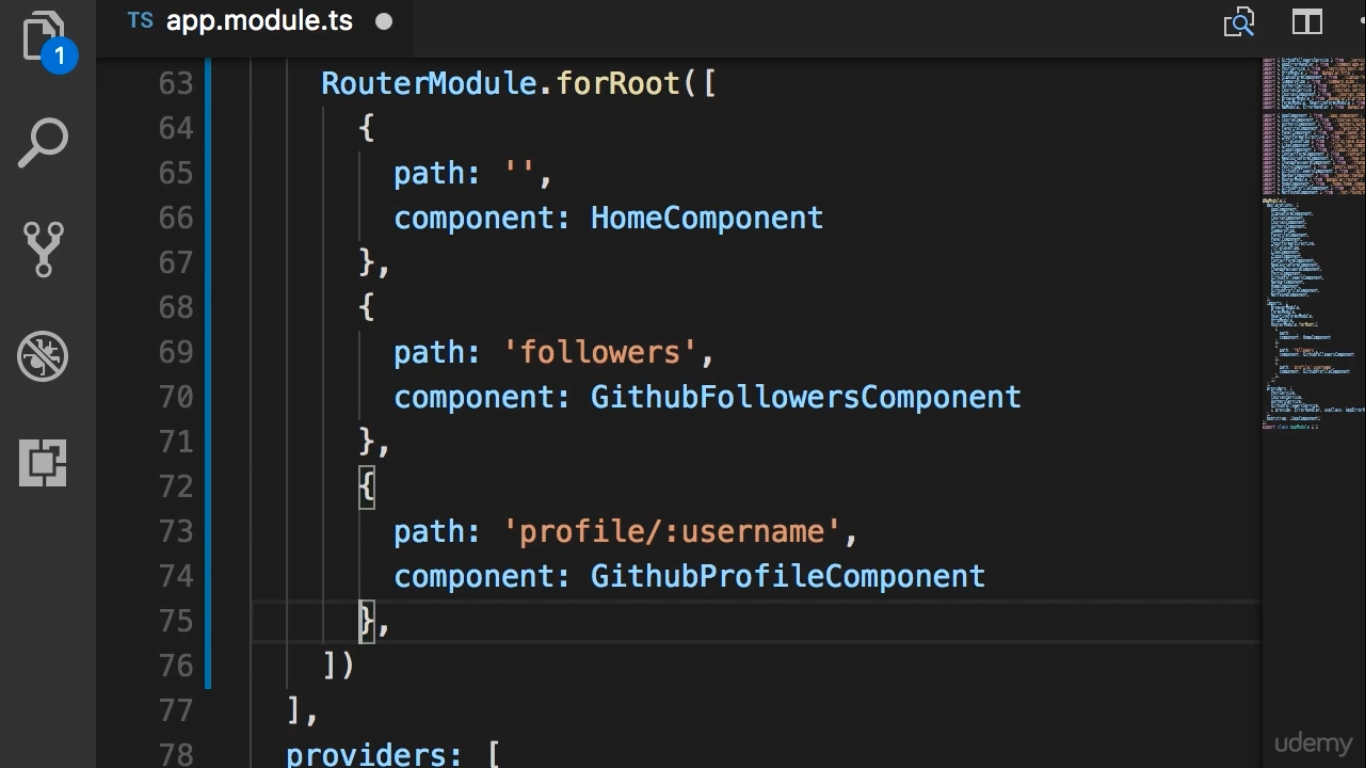 TS app.module.ts
1
63 RouterModule.forRoot([
64 {
65 path: '',
66 component: HomeComponent
67 },
68 {
69 path: 'followers',
70 component: GithubFollowersComponent
71 },
72 {
73 path: 'profile/:username',
74 component: GithubProfileComponent
75 },
76 ])
77 ],
78 providers: [
udemy